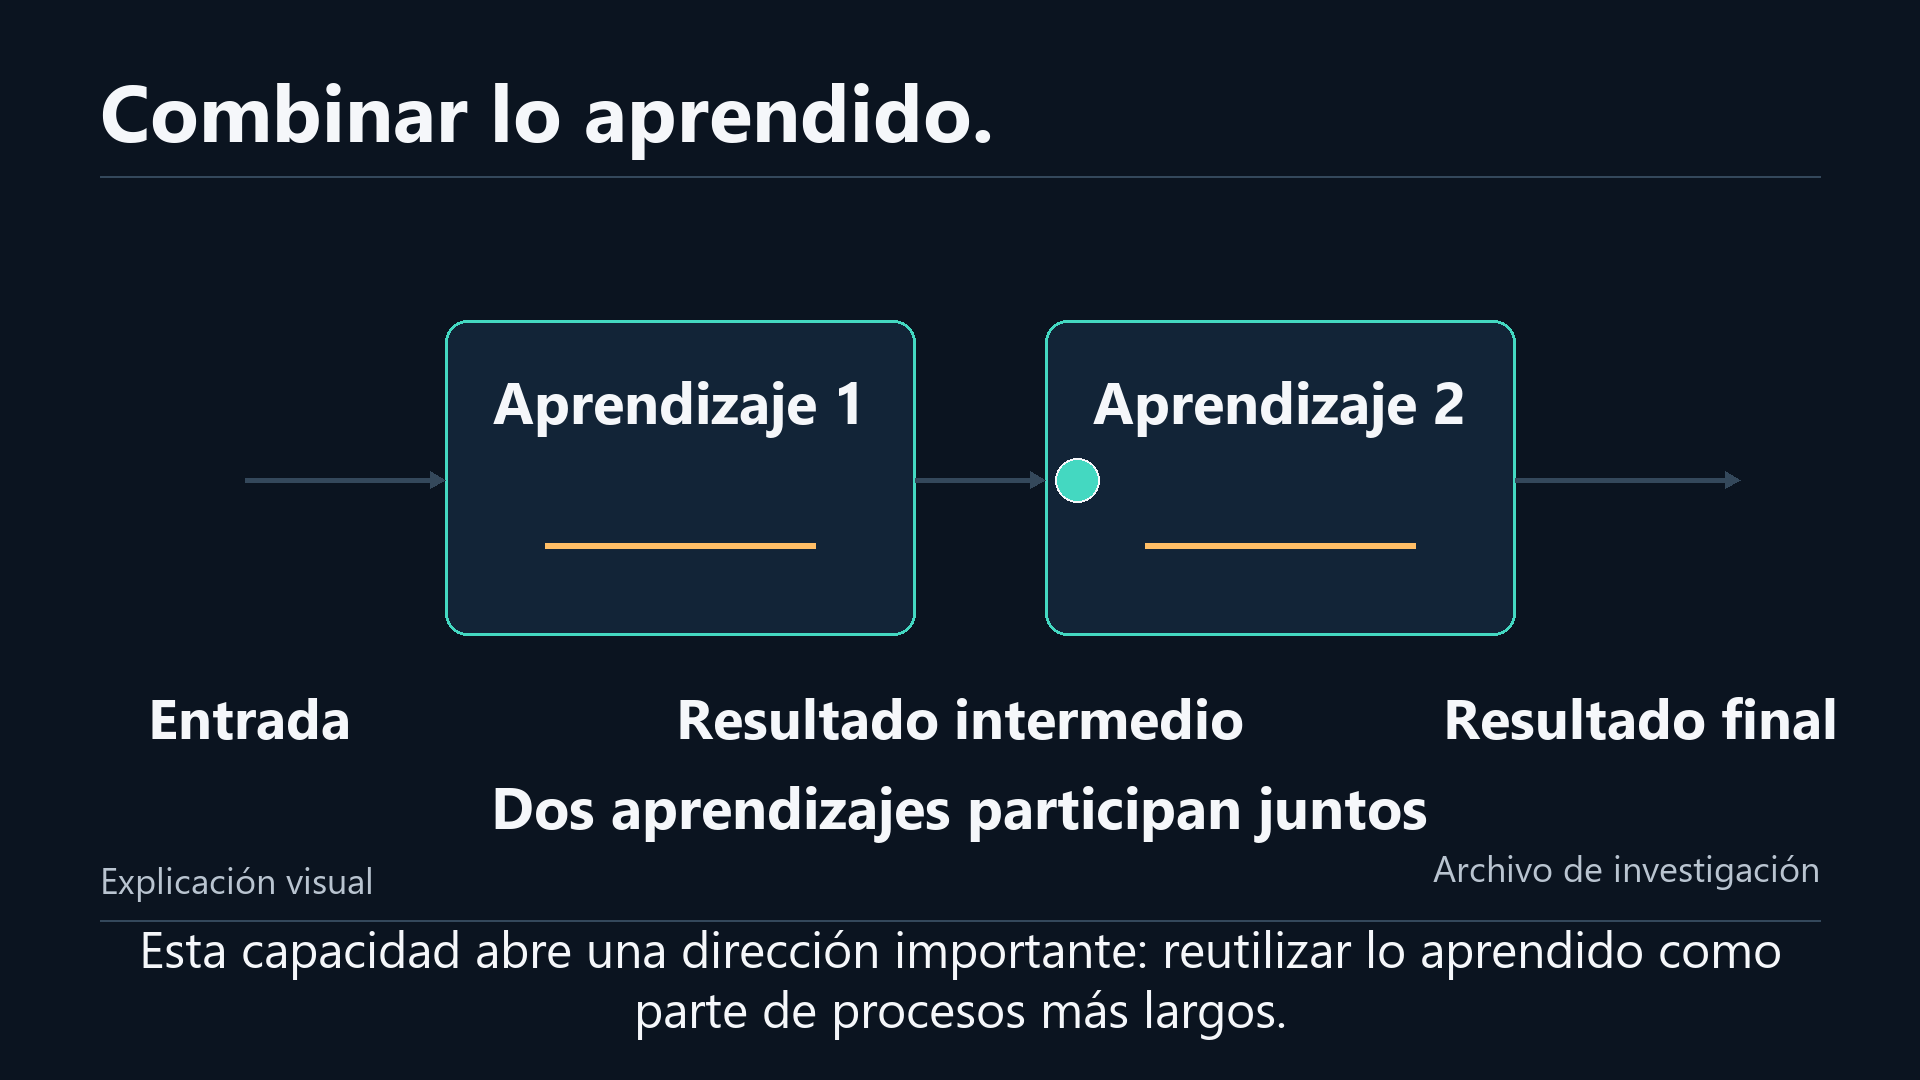 Combinar lo aprendido.
Aprendizaje 1
Aprendizaje 2
Entrada
Resultado intermedio
Resultado final
Dos aprendizajes participan juntos
Explicación visual
Archivo de investigación
Esta capacidad abre una dirección importante: reutilizar lo aprendido como
parte de procesos más largos.